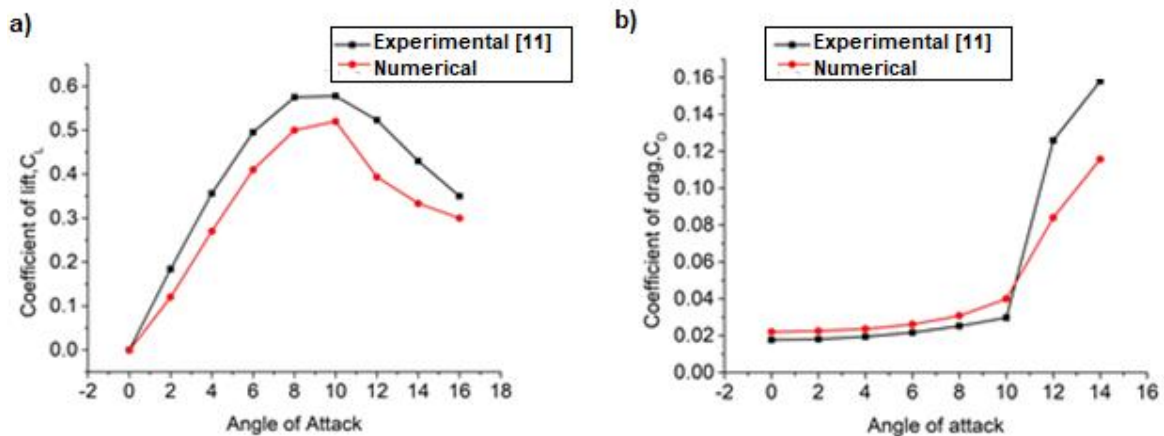 a)
Experimental [11]
Numerical
Coefficient of lift,C_L
0.6
0.5
0.4
0.3
0.2
0.1
0.0
-2 0 2 4 6 8 10 12 14 16 18
Angle of Attack
b)
Experimental [11]
Numerical
Coefficient of drag,C_D
0.16
0.14
0.12
0.10
0.08
0.06
0.04
0.02
0.00
-2 0 2 4 6 8 10 12 14 16
Angle of attack